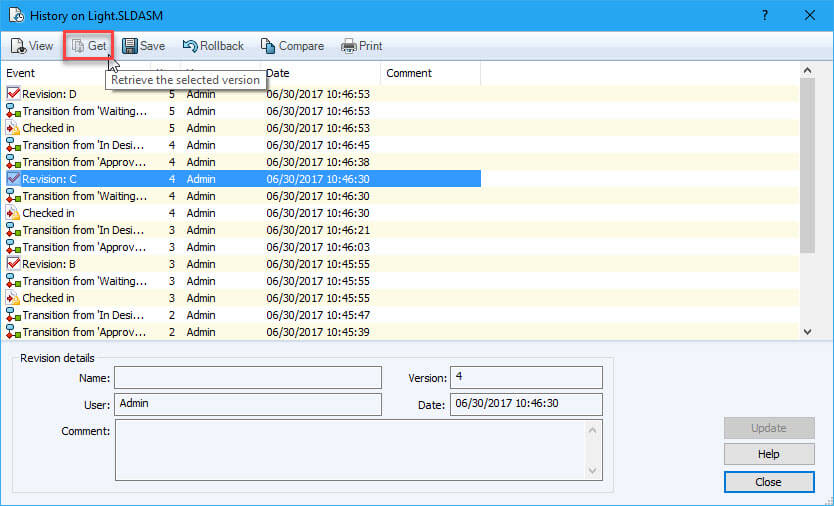 History on Light.SLDASM ?
View Get Save Rollback Compare Print
Retrieve the selected version
Event Date Comment
Revision: D 5 Admin 06/30/2017 10:46:53
Transition from 'Waiting... 5 Admin 06/30/2017 10:46:53
Checked in 5 Admin 06/30/2017 10:46:53
Transition from 'In Desi... 4 Admin 06/30/2017 10:46:45
Transition from 'Approv... 4 Admin 06/30/2017 10:46:38
Revision: C 4 Admin 06/30/2017 10:46:30
Transition from 'Waiting... 4 Admin 06/30/2017 10:46:30
Checked in 4 Admin 06/30/2017 10:46:30
Transition from 'In Desi... 3 Admin 06/30/2017 10:46:21
Transition from 'Approv... 3 Admin 06/30/2017 10:46:03
Revision: B 3 Admin 06/30/2017 10:45:55
Transition from 'Waiting... 3 Admin 06/30/2017 10:45:55
Checked in 3 Admin 06/30/2017 10:45:55
Transition from 'In Desi... 2 Admin 06/30/2017 10:45:47
Transition from 'Approv... 2 Admin 06/30/2017 10:45:39
Revision details
Name: Version: 4
User: Admin Date: 06/30/2017 10:46:30
Comment:
Update
Help
Close